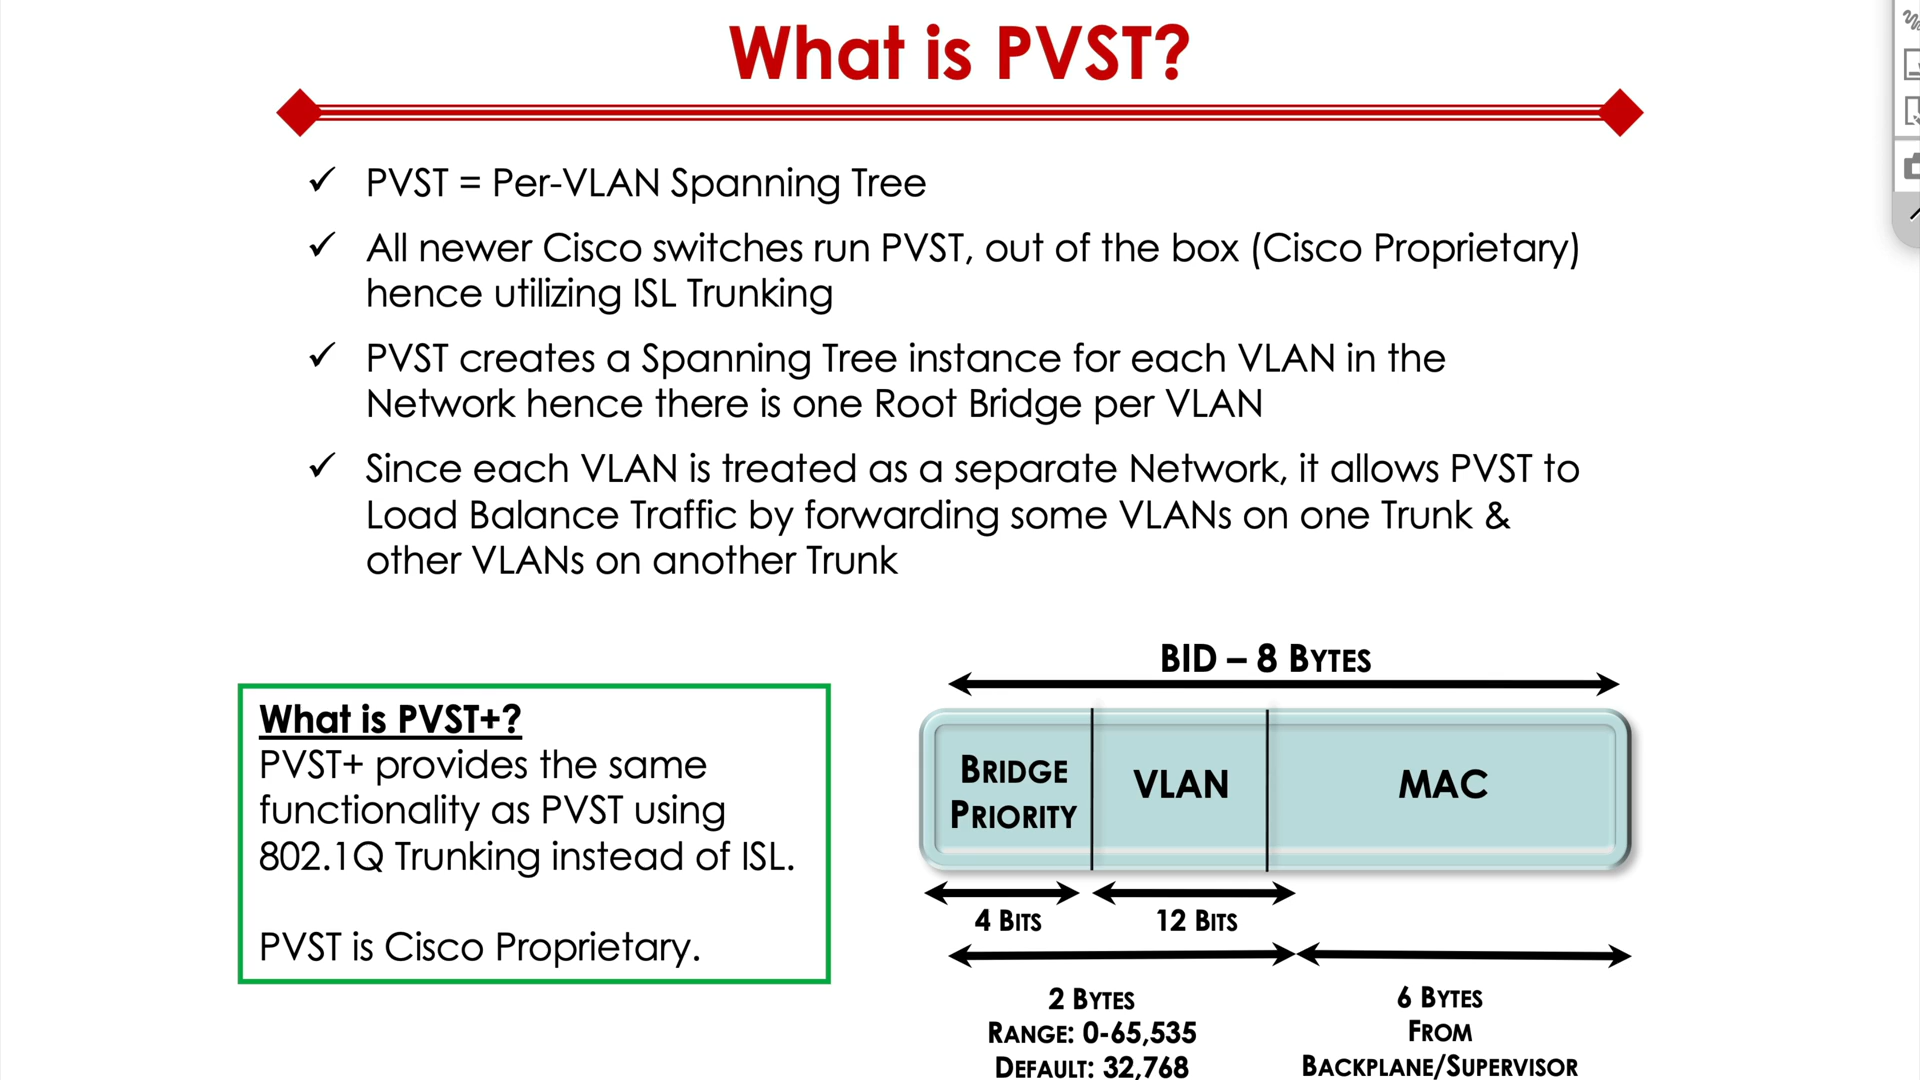 What is PVST?
PVST = Per-VLAN Spanning Tree
All newer Cisco switches run PVST, out of the box (Cisco Proprietary)
hence utilizing ISL Trunking
PVST creates a Spanning Tree instance for each VLAN in the
Network hence there is one Root Bridge per VLAN
Since each VLAN is treated as a separate Network, it allows PVST to
Load Balance Traffic by forwarding some VLANs on one Trunk &
other VLANs on another Trunk
What is PVST+?
PVST+ provides the same
functionality as PVST using
802.1Q Trunking instead of ISL.
PVST is Cisco Proprietary.
BID – 8 BYTES
BRIDGE
PRIORITY
VLAN
MAC
4 BITS
12 BITS
2 BYTES
RANGE: 0-65,535
DEFAULT: 32,768
6 BYTES
FROM
BACKPLANE/SUPERVISOR